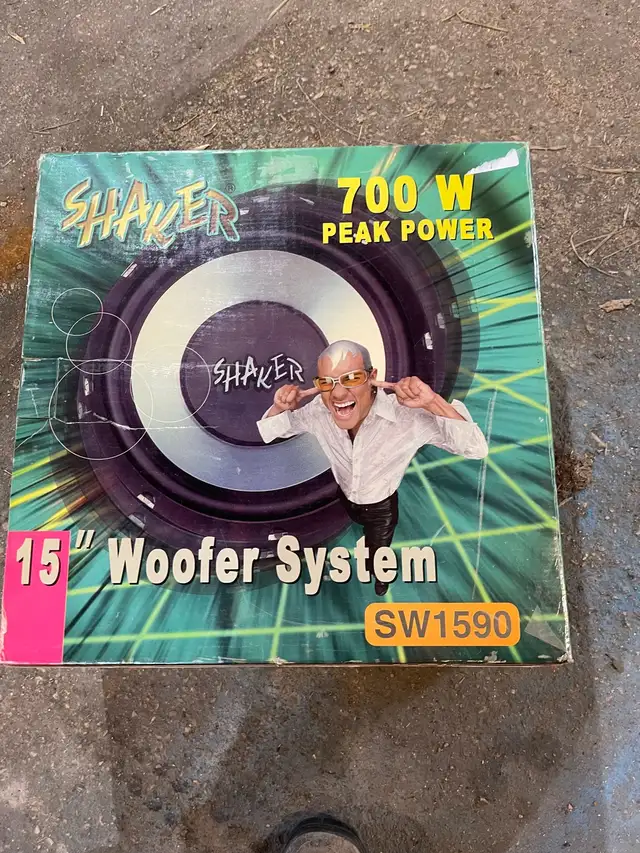 SHAKER®
700 W
PEAK POWER
SHAKER
15" Woofer System
SW1590